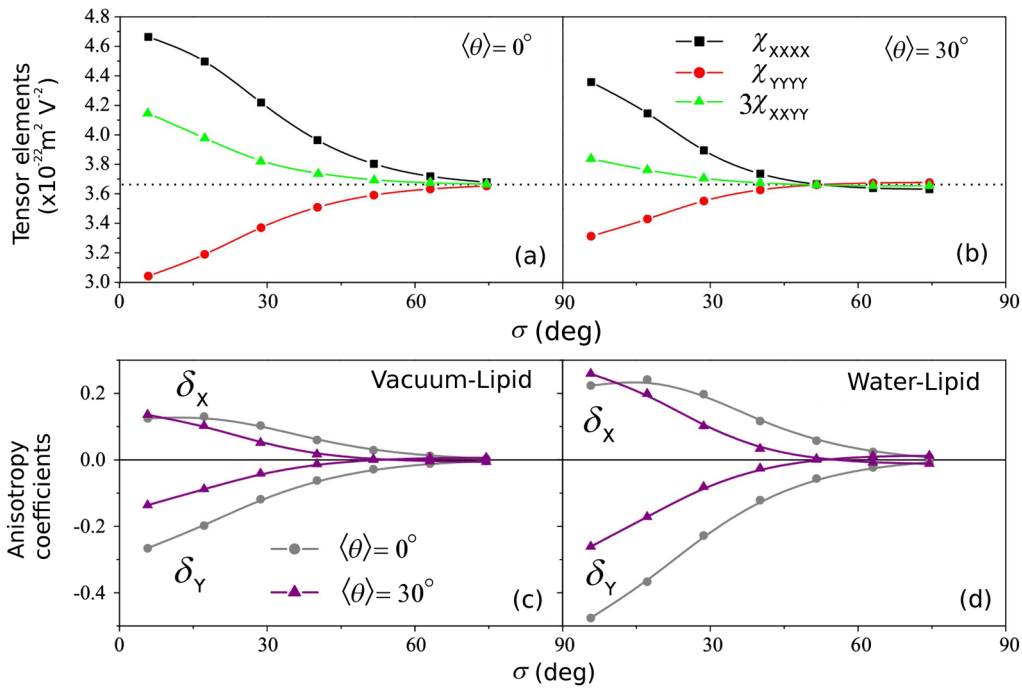 4.8
4.6
4.4
4.2
4.0
3.8
3.6
3.4
3.2
3.0
Tensor elements
(x10⁻²²m² V⁻²)
⟨θ⟩= 0°
(a)
χXXXX
χYYYY
3χXXYY
⟨θ⟩= 30°
(b)
0 30 60 90 30 60 90
σ (deg)
0.2
0.0
-0.2
-0.4
Anisotropy
coefficients
δX
Vacuum-Lipid
δY
⟨θ⟩= 0°
⟨θ⟩= 30°
(c)
Water-Lipid
δX
δY
(d)
0 30 60 90 30 60 90
σ (deg)